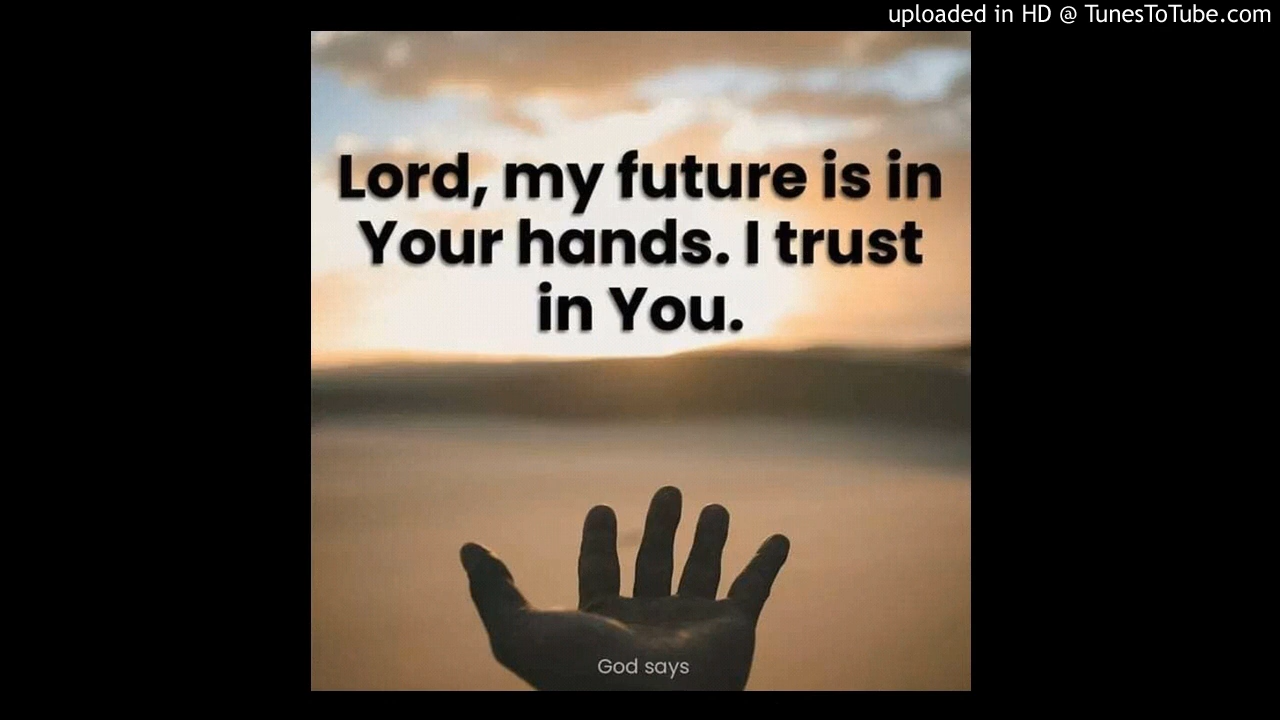 uploaded in HD @ TunesToTube.com
Lord, my future is in
Your hands. I trust
in You.
God says